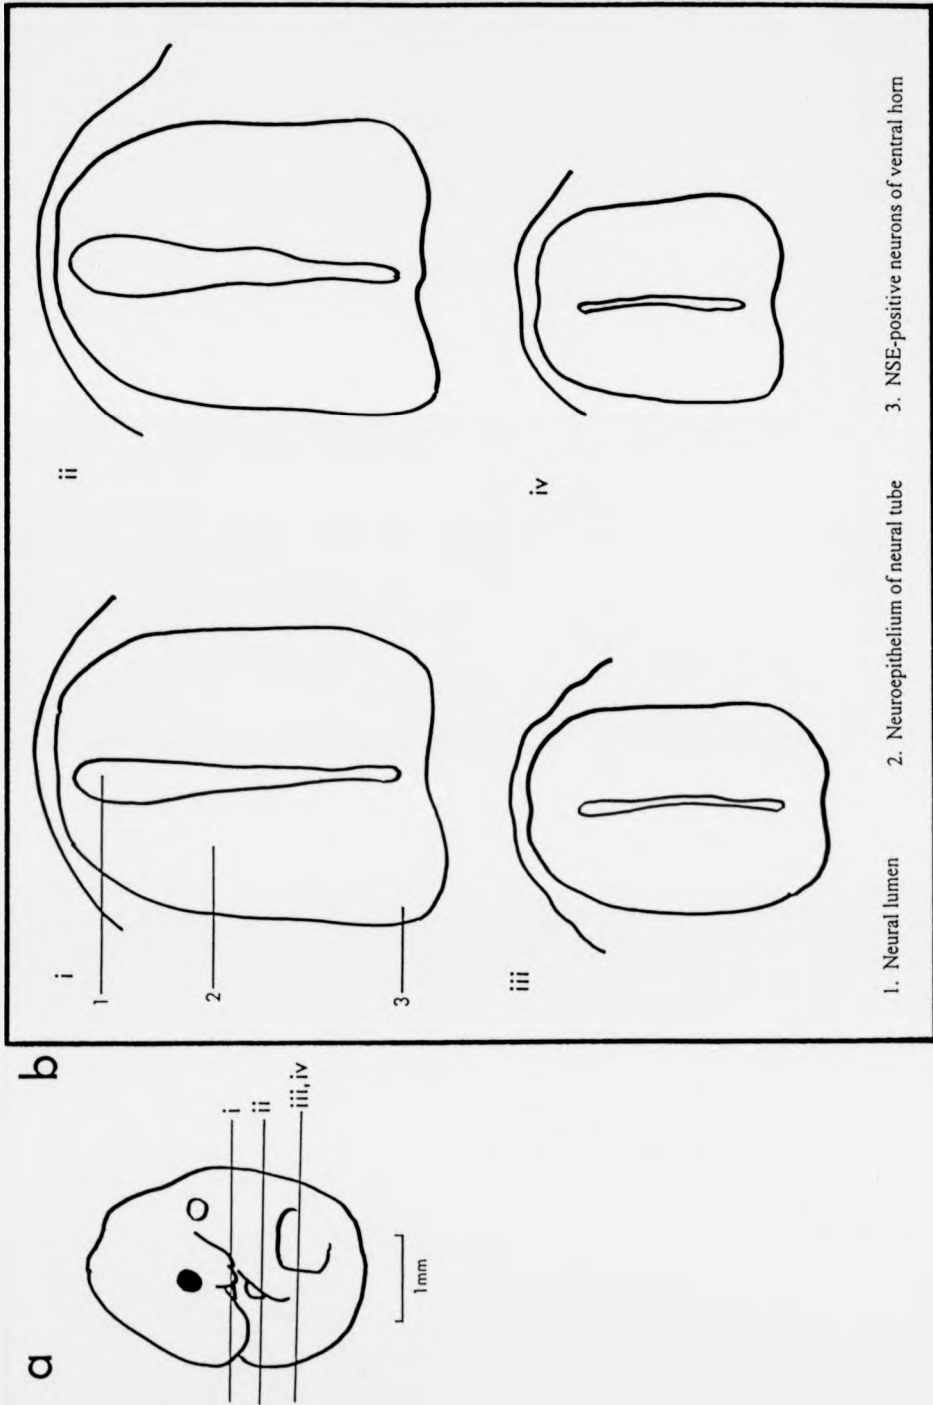 a
i
ii
iii, iv
1mm
b
i
1
2
3
ii
iii
iv
1. Neural lumen
2. Neuroepithelium of neural tube
3. NSE-positive neurons of ventral horn